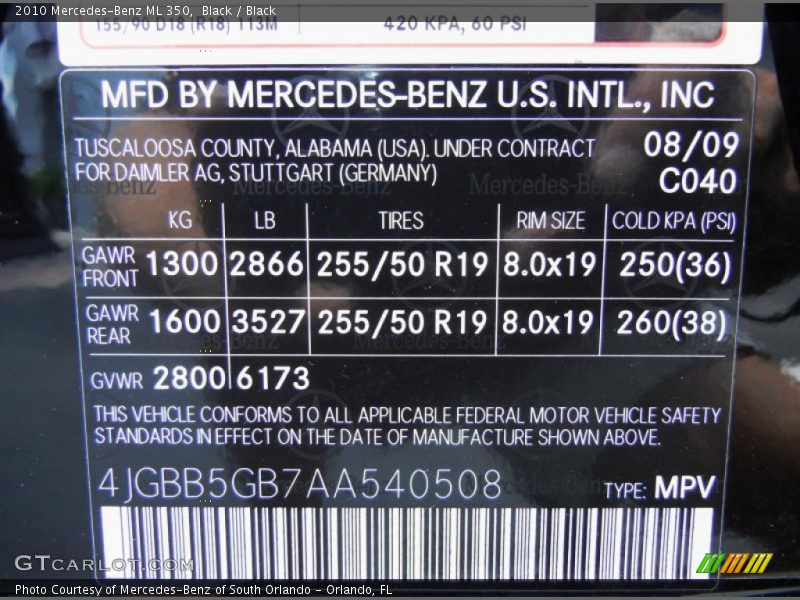 2010 Mercedes-Benz ML 350, Black / Black
155/90 D18 (R18) 113M 420 KPA, 60 PSI
MFD BY MERCEDES-BENZ U.S. INTL., INC
TUSCALOOSA COUNTY, ALABAMA (USA). UNDER CONTRACT 08/09
FOR DAIMLER AG, STUTTGART (GERMANY) C040
KG LB TIRES RIM SIZE COLD KPA (PSI)
GAWR FRONT 1300 2866 255/50 R19 8.0x19 250(36)
GAWR REAR 1600 3527 255/50 R19 8.0x19 260(38)
GVWR 2800 6173
THIS VEHICLE CONFORMS TO ALL APPLICABLE FEDERAL MOTOR VEHICLE SAFETY
STANDARDS IN EFFECT ON THE DATE OF MANUFACTURE SHOWN ABOVE.
4JGBB5GB7AA540508 TYPE: MPV
GTCARLOT.COM
Photo Courtesy of Mercedes-Benz of South Orlando - Orlando, FL